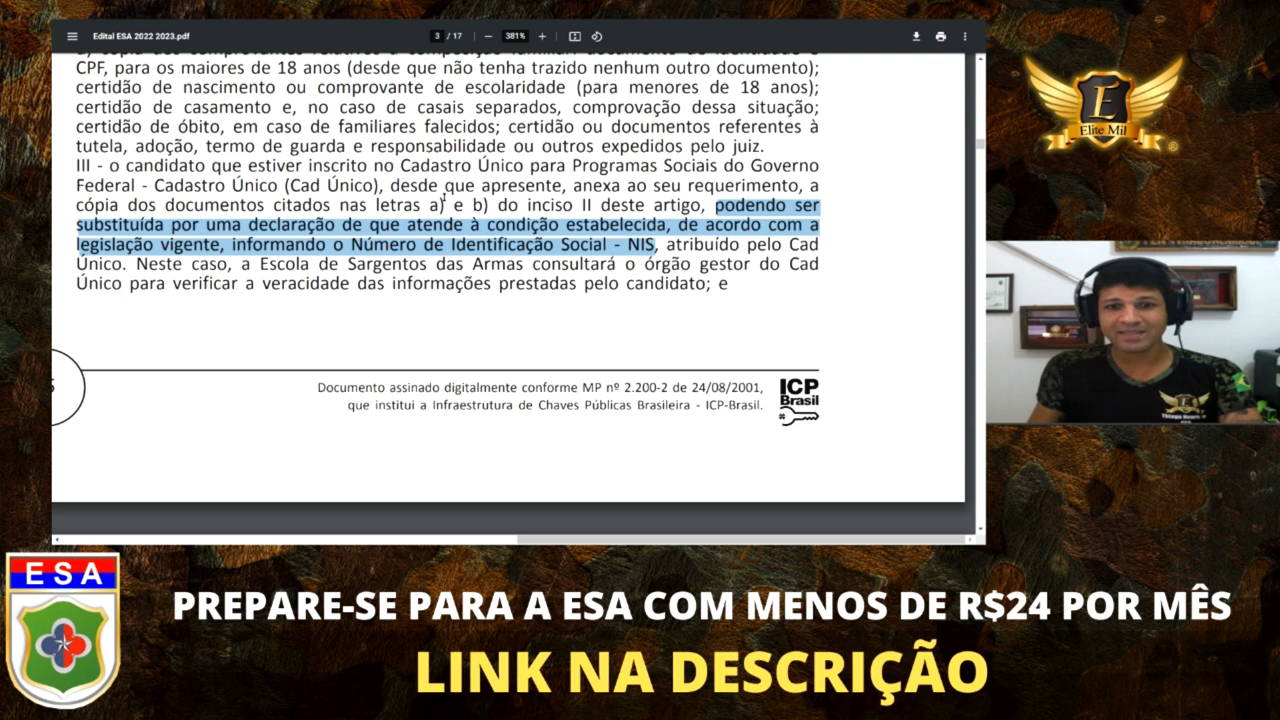 Edital ESA 2022 2023.pdf
3 / 17
381%
CPF, para os maiores de 18 anos (desde que não tenha trazido nenhum outro documento);
certidão de nascimento ou comprovante de escolaridade (para menores de 18 anos);
certidão de casamento e, no caso de casais separados, comprovação dessa situação;
certidão de óbito, em caso de familiares falecidos; certidão ou documentos referentes à
tutela, adoção, termo de guarda e responsabilidade ou outros expedidos pelo juiz.
III - o candidato que estiver inscrito no Cadastro Único para Programas Sociais do Governo
Federal - Cadastro Único (Cad Único), desde que apresente, anexa ao seu requerimento, a
cópia dos documentos citados nas letras a) e b) do inciso II deste artigo, podendo ser
substituída por uma declaração de que atende à condição estabelecida, de acordo com a
legislação vigente, informando o Número de Identificação Social - NIS, atribuído pelo Cad
Único. Neste caso, a Escola de Sargentos das Armas consultará o órgão gestor do Cad
Único para verificar a veracidade das informações prestadas pelo candidato; e
Documento assinado digitalmente conforme MP nº 2.200-2 de 24/08/2001,
que institui a Infraestrutura de Chaves Públicas Brasileira - ICP-Brasil.
ICP
Brasil
E
Elite Mil
ESA
PREPARE-SE PARA A ESA COM MENOS DE R$24 POR MÊS
LINK NA DESCRIÇÃO